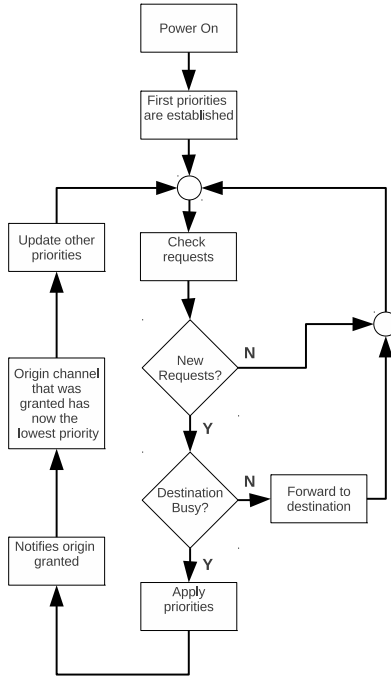 Power On
First priorities
are established
Check
requests
Update other
priorities
New
Requests?
N
Y
Origin channel
that was
granted has
now the
lowest priority
Destination
Busy?
N
Forward to
destination
Y
Notifies origin
granted
Apply
priorities